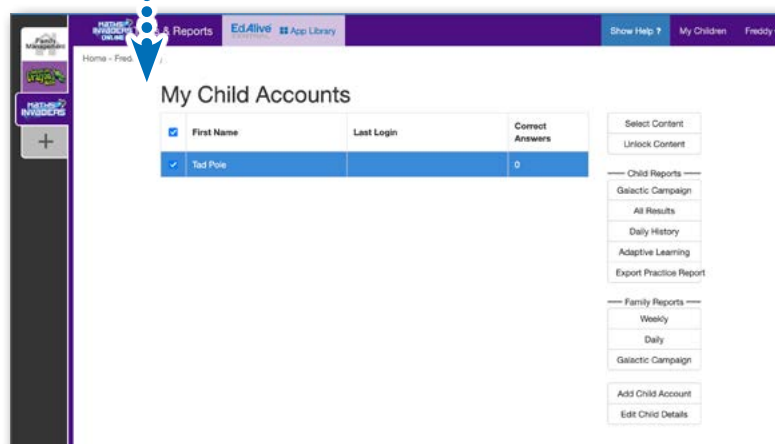 MATHS
INVADERS
ONLINE
& Reports
EdAlive
CENTRAL
App Library
Show Help ?
My Children
Freddy
Family
Management
MATHS
INVADERS
Home - Fred
My Child Accounts
First Name
Last Login
Correct
Answers
Tad Pole
0
Select Content
Unlock Content
Child Reports
Galactic Campaign
All Results
Daily History
Adaptive Learning
Export Practice Report
Family Reports
Weekly
Daily
Galactic Campaign
Add Child Account
Edit Child Details